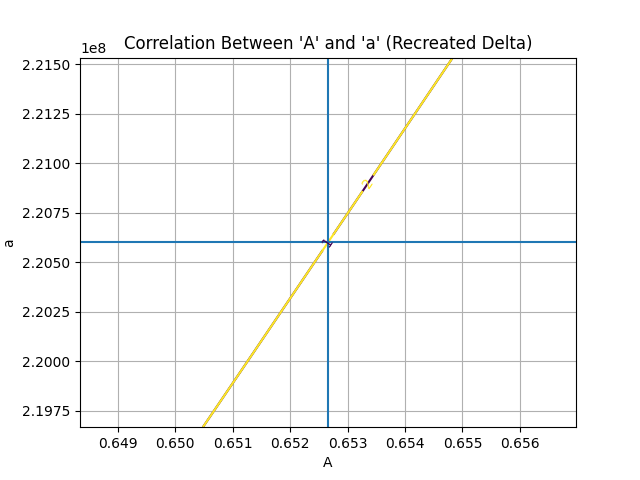 Correlation Between 'A' and 'a' (Recreated Delta)
1e8
2.2150
2.2125
2.2100
2.2075
2.2050
2.2025
2.2000
2.1975
a
0.649 0.650 0.651 0.652 0.653 0.654 0.655 0.656
A